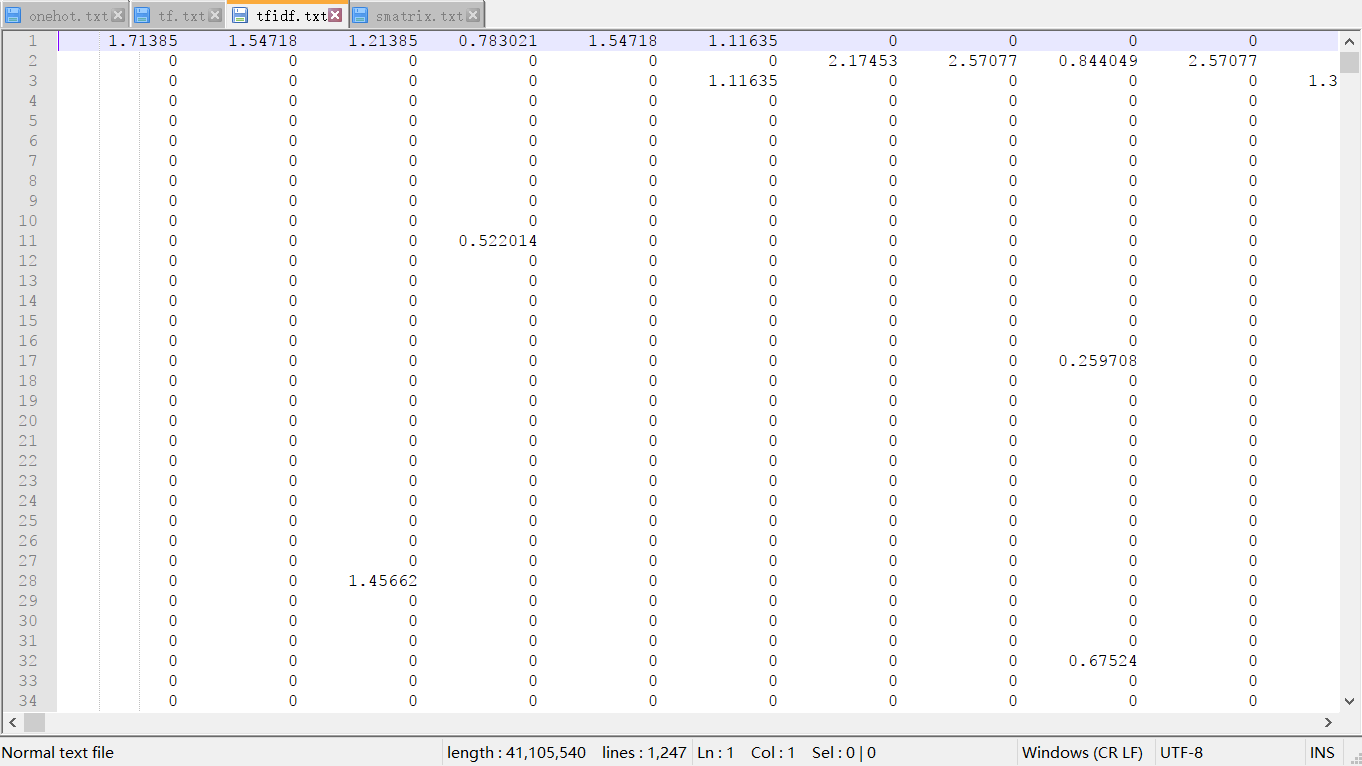 onehot.txt tf.txt tfidf.txt smatrix.txt
1 1.71385 1.54718 1.21385 0.783021 1.54718 1.11635 0 0 0 0
2 0 0 0 0 0 0 2.17453 2.57077 0.844049 2.57077
3 0 0 0 0 0 1.11635 0 0 0 0 1.3
4 0 0 0 0 0 0 0 0 0 0
5 0 0 0 0 0 0 0 0 0 0
6 0 0 0 0 0 0 0 0 0 0
7 0 0 0 0 0 0 0 0 0 0
8 0 0 0 0 0 0 0 0 0 0
9 0 0 0 0 0 0 0 0 0 0
10 0 0 0 0 0 0 0 0 0 0
11 0 0 0 0.522014 0 0 0 0 0 0
12 0 0 0 0 0 0 0 0 0 0
13 0 0 0 0 0 0 0 0 0 0
14 0 0 0 0 0 0 0 0 0 0
15 0 0 0 0 0 0 0 0 0 0
16 0 0 0 0 0 0 0 0 0 0
17 0 0 0 0 0 0 0 0 0.259708 0
18 0 0 0 0 0 0 0 0 0 0
19 0 0 0 0 0 0 0 0 0 0
20 0 0 0 0 0 0 0 0 0 0
21 0 0 0 0 0 0 0 0 0 0
22 0 0 0 0 0 0 0 0 0 0
23 0 0 0 0 0 0 0 0 0 0
24 0 0 0 0 0 0 0 0 0 0
25 0 0 0 0 0 0 0 0 0 0
26 0 0 0 0 0 0 0 0 0 0
27 0 0 0 0 0 0 0 0 0 0
28 0 0 1.45662 0 0 0 0 0 0 0
29 0 0 0 0 0 0 0 0 0 0
30 0 0 0 0 0 0 0 0 0 0
31 0 0 0 0 0 0 0 0 0 0
32 0 0 0 0 0 0 0 0 0.67524 0
33 0 0 0 0 0 0 0 0 0 0
34 0 0 0 0 0 0 0 0 0 0
Normal text file length : 41,105,540 lines : 1,247 Ln : 1 Col : 1 Sel : 0 | 0 Windows (CR LF) UTF-8 INS